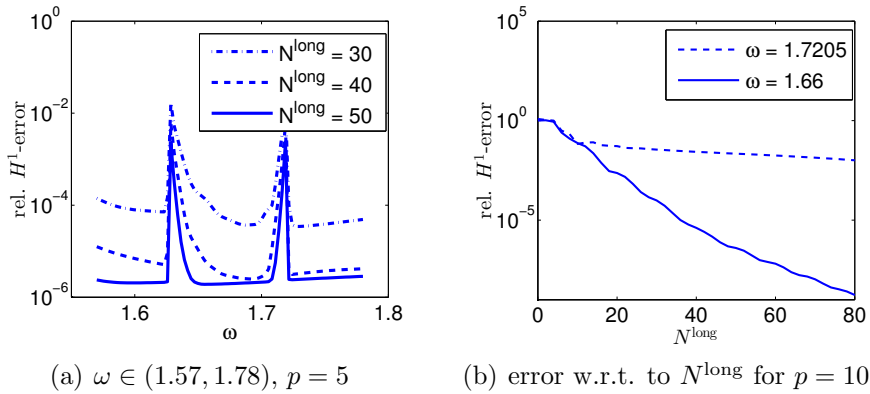 10^0
10^-2
10^-4
10^-6
rel. H^1-error
1.6
1.7
1.8
ω
N^long = 30
N^long = 40
N^long = 50
(a) ω ∈ (1.57, 1.78), p = 5
10^5
10^0
10^-5
rel. H^1-error
0
20
40
60
80
N^long
ω = 1.7205
ω = 1.66
(b) error w.r.t. to N^long for p = 10